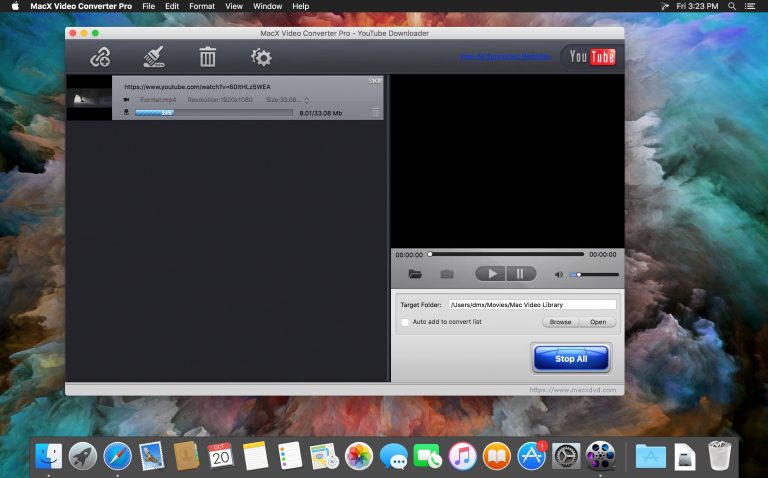 MacX Video Converter Pro File Edit Format View Window Help Fri 3:23 PM
MacX Video Converter Pro - YouTube Downloader
View All Supported Websites
YouTube
SKIP
https://www.youtube.com/watch?v=60ItHLz5WEA
Format:mp4 Resolution:1920x1080 Size:33.08...
24% 8.01/33.08 Mb
00:00:00 00:00:00
Target Folder: /Users/dmx/Movies/Mac Video Library
Auto add to convert list Browse Open
Stop All
https://www.macxdvd.com
OCT
20
1